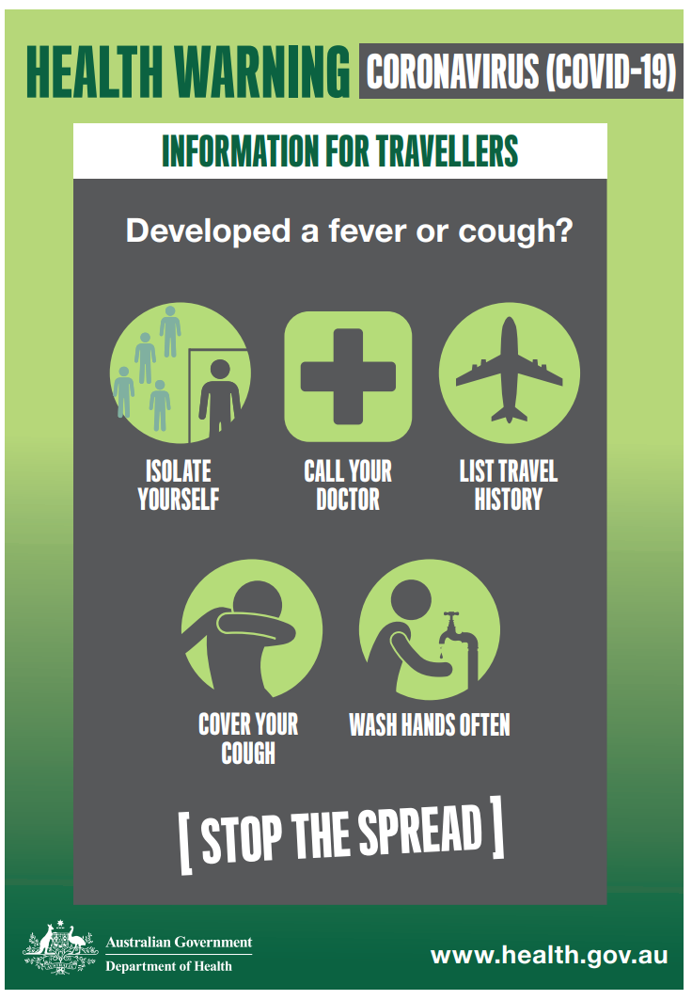 HEALTH WARNING CORONAVIRUS (COVID-19)
INFORMATION FOR TRAVELLERS
Developed a fever or cough?
ISOLATE
YOURSELF
CALL YOUR
DOCTOR
LIST TRAVEL
HISTORY
COVER YOUR
COUGH
WASH HANDS OFTEN
[ STOP THE SPREAD ]
Australian Government
Department of Health
www.health.gov.au